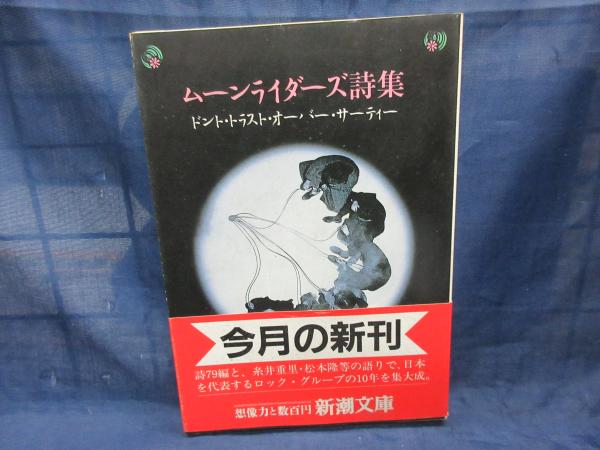 ムーンライダーズ詩集
ドント・トラスト・オーバー・サーティー
今月の新刊
詩79編と、糸井重里・松本隆等の語りで、日本
を代表するロック・グループの10年を集大成。
想像力と数百円 新潮文庫